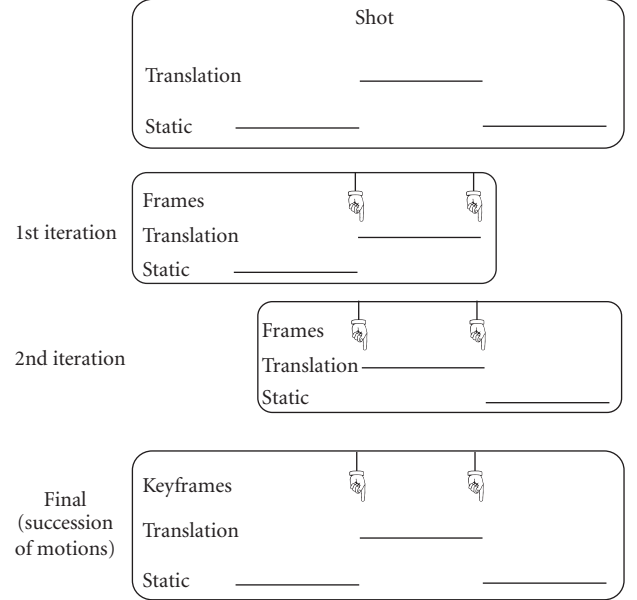 Shot
Translation
Static
1st iteration
Frames
Translation
Static
2nd iteration
Frames
Translation
Static
Final
(succession
of motions)
Keyframes
Translation
Static